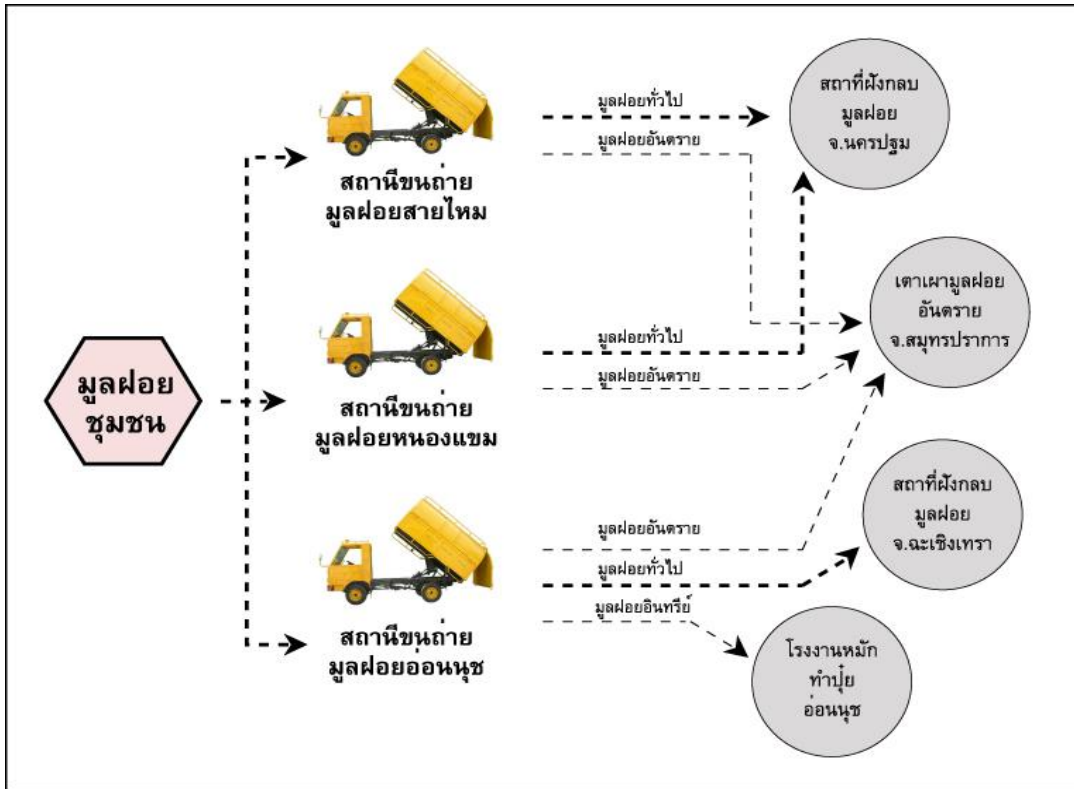 มูลฝอย
ชุมชน
สถานีขนถ่าย
มูลฝอยสายไหม
มูลฝอยทั่วไป
มูลฝอยอันตราย
สถานีขนถ่าย
มูลฝอยหนองแขม
มูลฝอยทั่วไป
มูลฝอยอันตราย
สถานีขนถ่าย
มูลฝอยอ่อนนุช
มูลฝอยอันตราย
มูลฝอยทั่วไป
มูลฝอยอินทรีย์
สถาที่ฝังกลบ
มูลฝอย
จ.นครปฐม
เตาเผามูลฝอย
อันตราย
จ.สมุทรปราการ
สถาที่ฝังกลบ
มูลฝอย
จ.ฉะเชิงเทรา
โรงงานหมัก
ทำปุ๋ย
อ่อนนุช